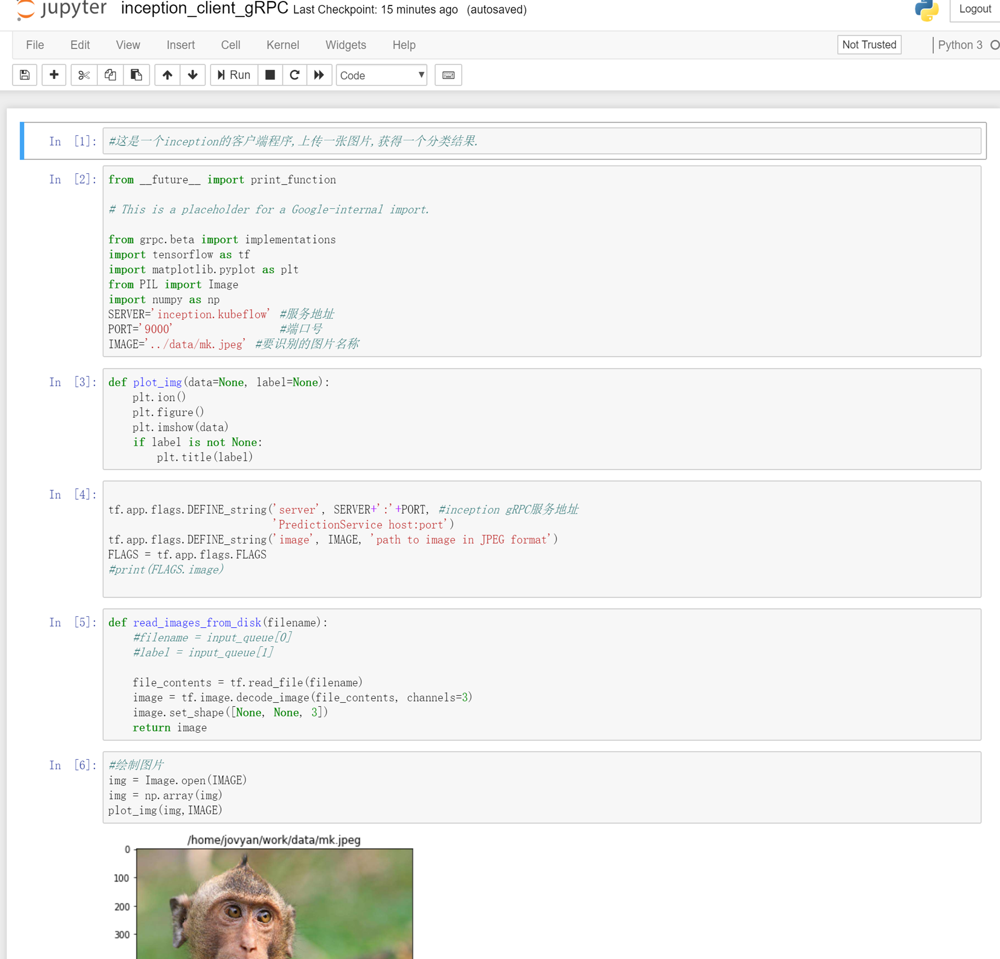 jupyter inception_client_gRPC Last Checkpoint: 15 minutes ago (autosaved) Logout
File Edit View Insert Cell Kernel Widgets Help Not Trusted Python 3
Run Code
In [1]: #这是一个inception的客户端程序,上传一张图片,获得一个分类结果.
In [2]: from __future__ import print_function
# This is a placeholder for a Google-internal import.
from grpc.beta import implementations
import tensorflow as tf
import matplotlib.pyplot as plt
from PIL import Image
import numpy as np
SERVER='inception.kubeflow' #服务地址
PORT='9000' #端口号
IMAGE='../data/mk.jpeg' #要识别的图片名称
In [3]: def plot_img(data=None, label=None):
plt.ion()
plt.figure()
plt.imshow(data)
if label is not None:
plt.title(label)
In [4]:
tf.app.flags.DEFINE_string('server', SERVER+':'+PORT, #inception gRPC服务地址
'PredictionService host:port')
tf.app.flags.DEFINE_string('image', IMAGE, 'path to image in JPEG format')
FLAGS = tf.app.flags.FLAGS
#print(FLAGS.image)
In [5]: def read_images_from_disk(filename):
#filename = input_queue[0]
#label = input_queue[1]
file_contents = tf.read_file(filename)
image = tf.image.decode_image(file_contents, channels=3)
image.set_shape([None, None, 3])
return image
In [6]: #绘制图片
img = Image.open(IMAGE)
img = np.array(img)
plot_img(img,IMAGE)
/home/jovyan/work/data/mk.jpeg
0
100
200
300